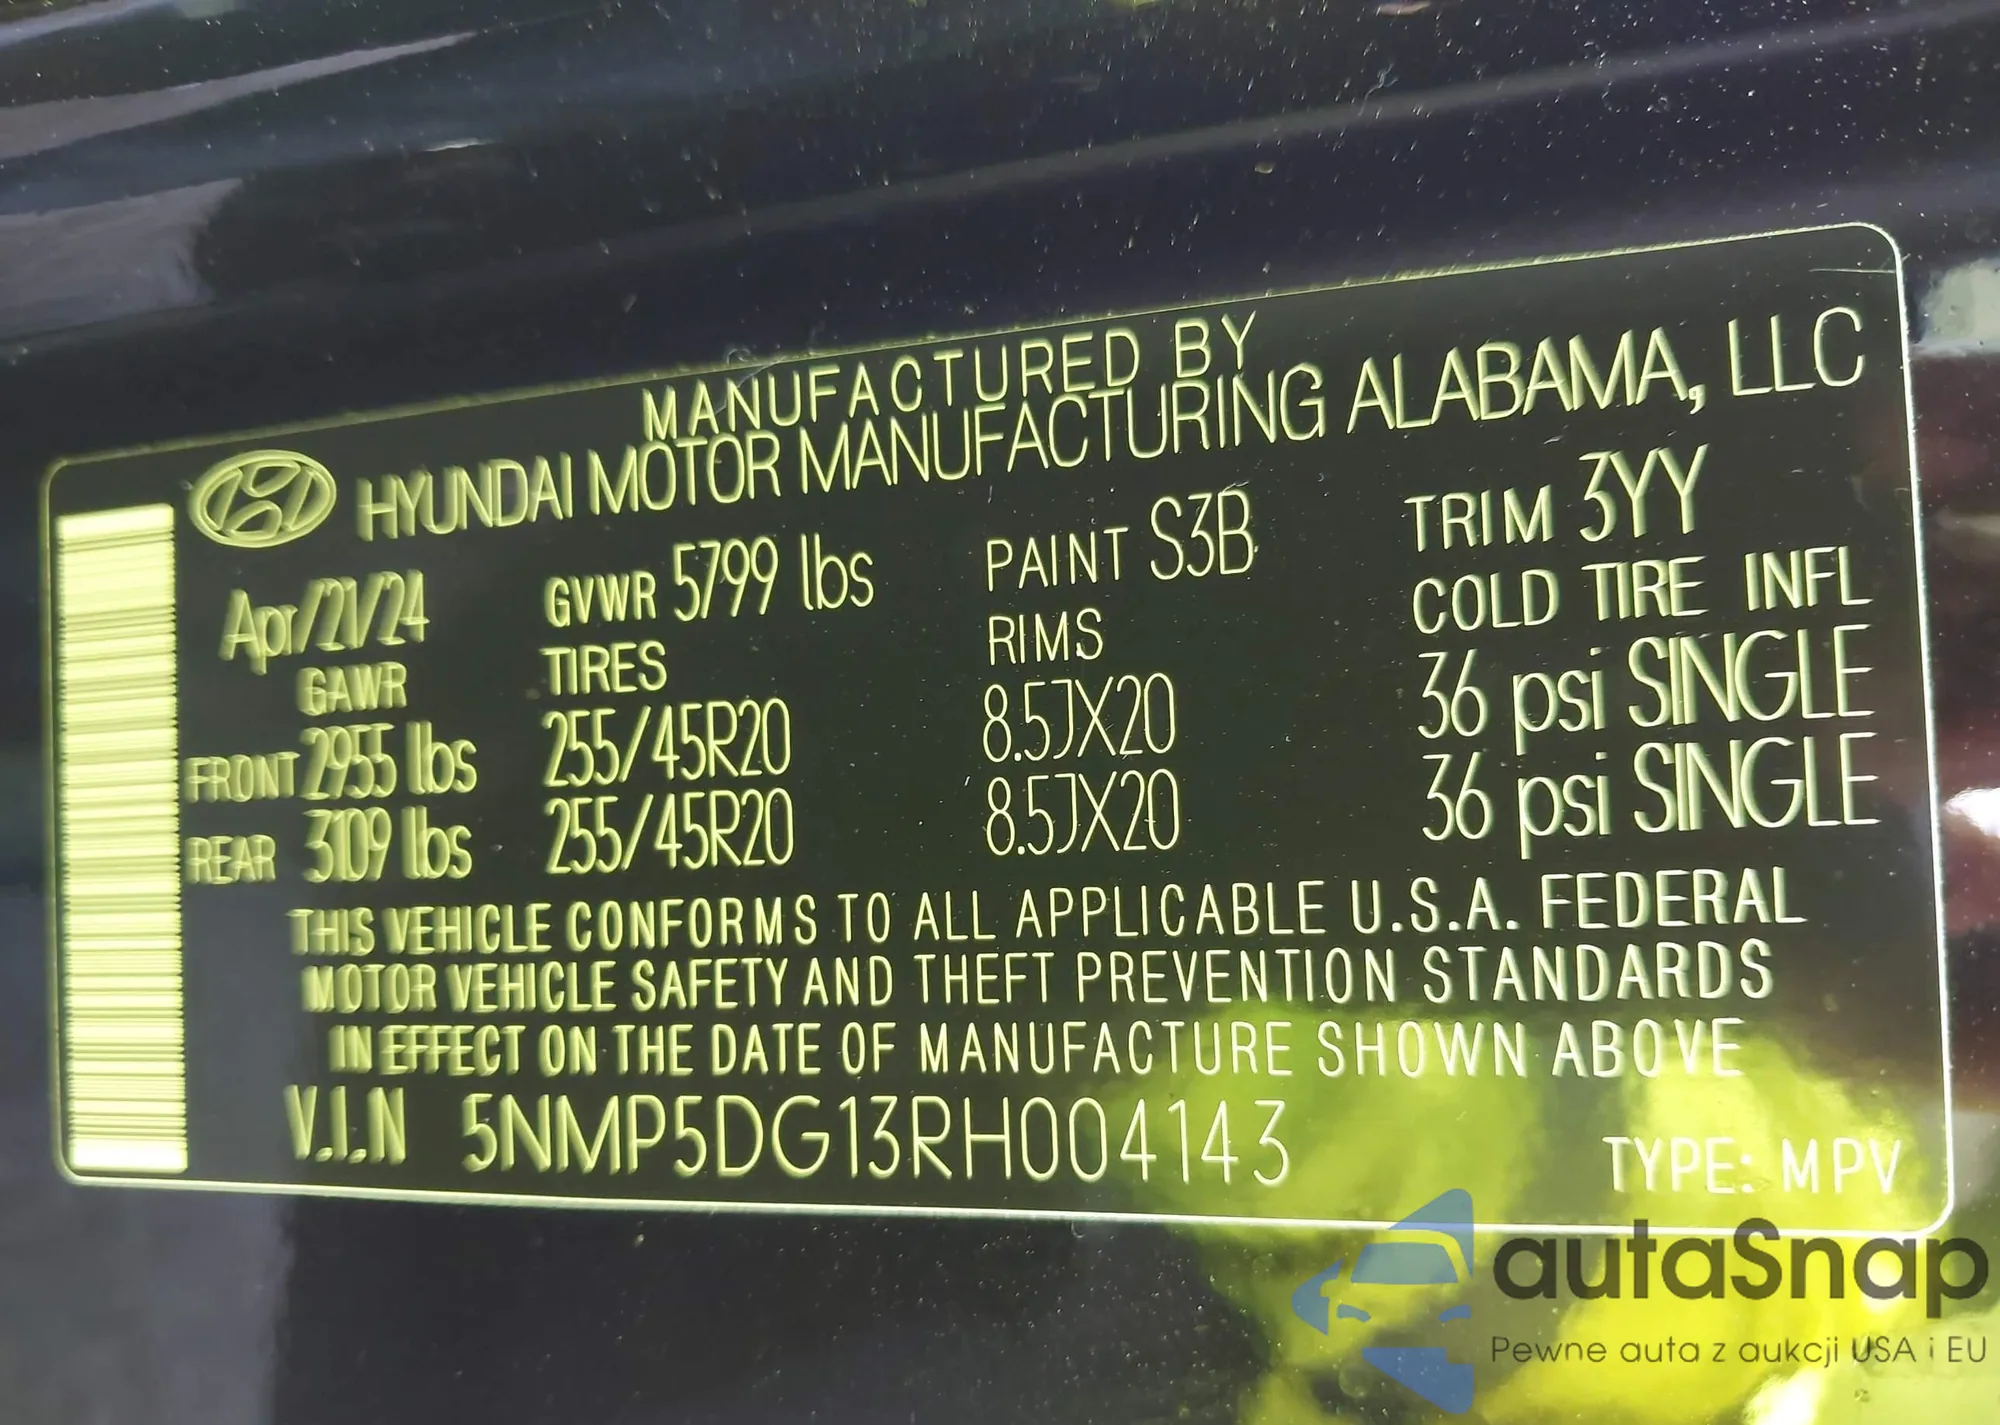 MANUFACTURED BY
HYUNDAI MOTOR MANUFACTURING ALABAMA, LLC
Apr/21/24 GVWR 5799 lbs PAINT S3B TRIM 3YY
GAWR TIRES RIMS COLD TIRE INFL
FRONT 2955 lbs 255/45R20 8.5JX20 36 psi SINGLE
REAR 3109 lbs 255/45R20 8.5JX20 36 psi SINGLE
THIS VEHICLE CONFORMS TO ALL APPLICABLE U.S.A. FEDERAL
MOTOR VEHICLE SAFETY AND THEFT PREVENTION STANDARDS
IN EFFECT ON THE DATE OF MANUFACTURE SHOWN ABOVE
V.I.N 5NMP5DG13RH004143 TYPE: MPV
autaSnap
Pewne auta z aukcji USA i EU